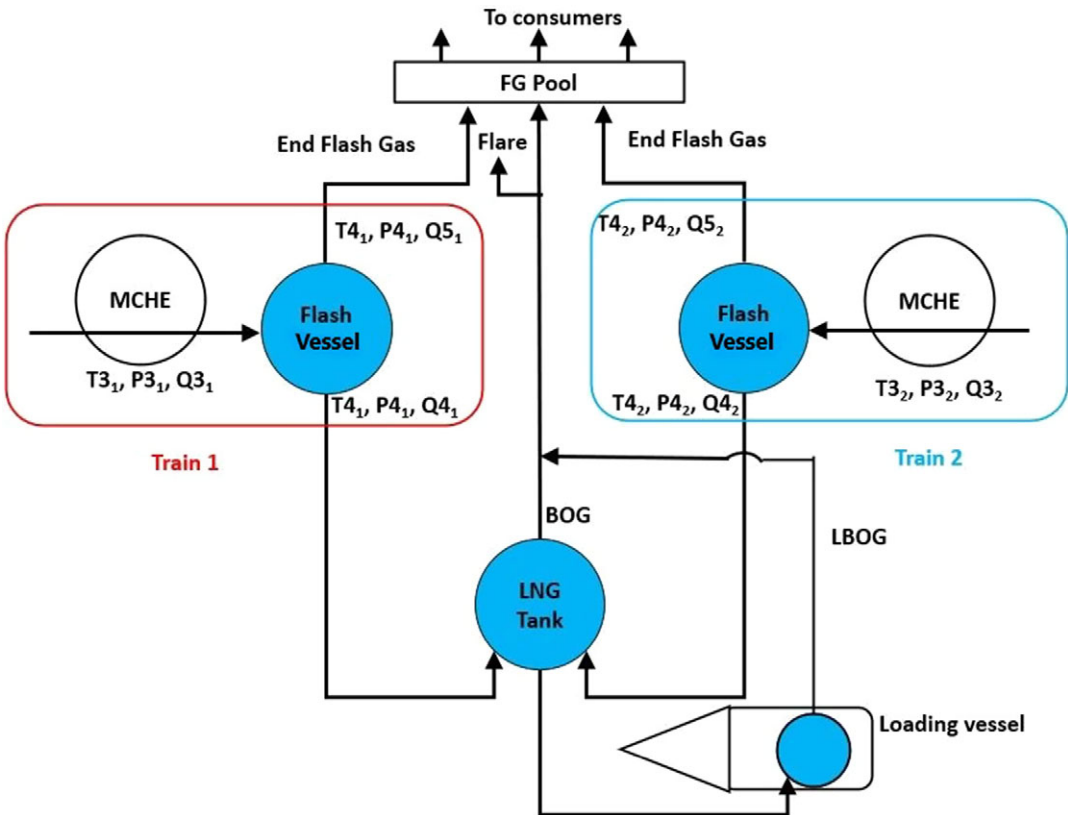 To consumers
FG Pool
End Flash Gas
Flare
End Flash Gas
T4₁, P4₁, Q5₁
T4₂, P4₂, Q5₂
MCHE
Flash
Vessel
Flash
Vessel
MCHE
T3₁, P3₁, Q3₁
T3₂, P3₂, Q3₂
T4₁, P4₁, Q4₁
T4₂, P4₂, Q4₂
Train 1
Train 2
BOG
LBOG
LNG
Tank
Loading vessel